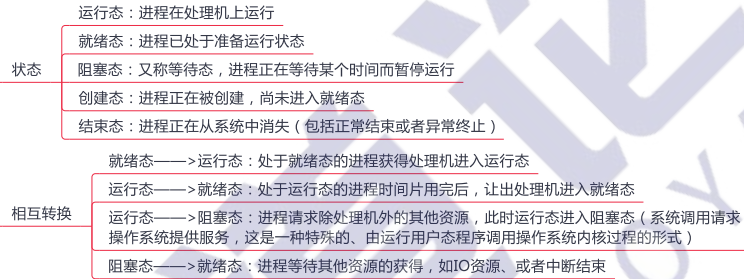 运行态：进程在处理机上运行
就绪态：进程已处于准备运行状态
状态
阻塞态：又称等待态，进程正在等待某个时间而暂停运行
创建态：进程正在被创建，尚未进入就绪态
结束态：进程正在从系统中消失（包括正常结束或者异常终止）
就绪态——>运行态：处于就绪态的进程获得处理机进入运行态
运行态——>就绪态：处于运行态的进程时间片用完后，让出处理机进入就绪态
相互转换
运行态——>阻塞态：进程请求除处理机外的其他资源，此时运行态进入阻塞态（系统调用请求
操作系统提供服务，这是一种特殊的、由运行用户态程序调用操作系统内核过程的形式）
阻塞态——>就绪态：进程等待其他资源的获得，如IO资源、或者中断结束